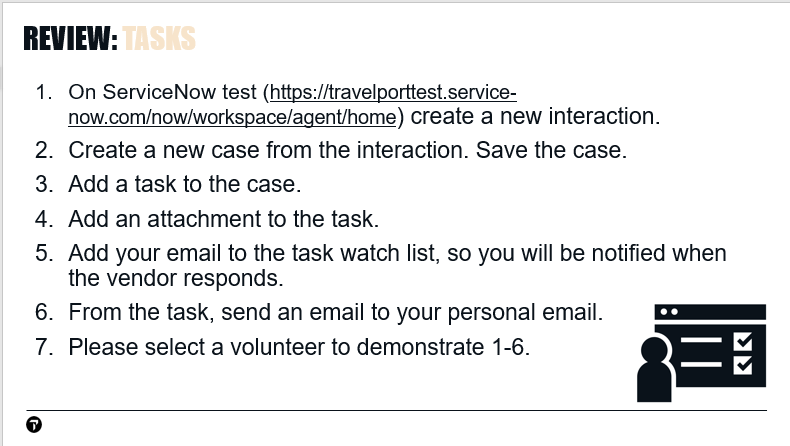 REVIEW: TASKS
1. On ServiceNow test (https://travelporttest.service-
now.com/now/workspace/agent/home) create a new interaction.
2. Create a new case from the interaction. Save the case.
3. Add a task to the case.
4. Add an attachment to the task.
5. Add your email to the task watch list, so you will be notified when
the vendor responds.
6. From the task, send an email to your personal email.
7. Please select a volunteer to demonstrate 1-6.